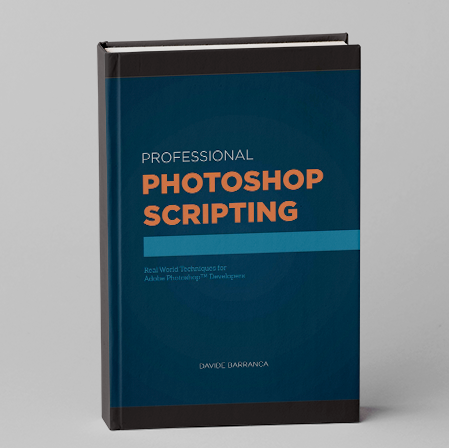 PROFESSIONAL
PHOTOSHOP
SCRIPTING
Real World Techniques for
Adobe Photoshop™ Developers
DAVIDE BARRANCA